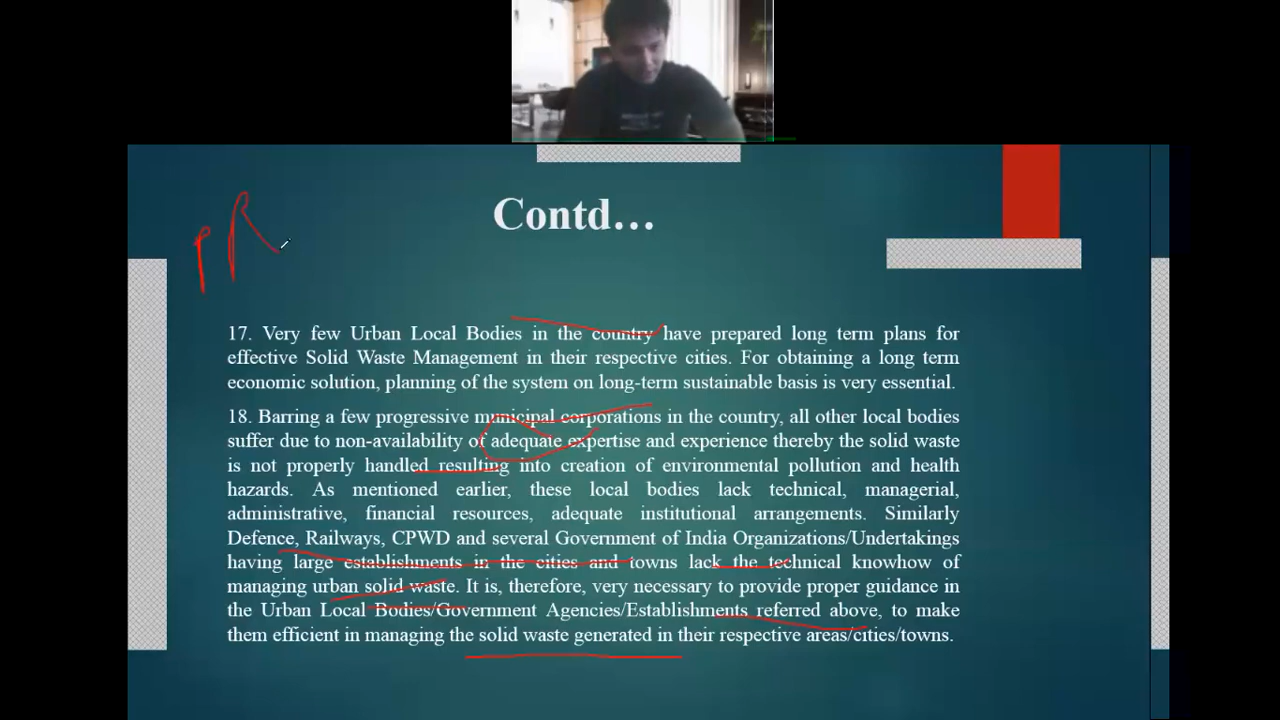 Contd…
PR
17. Very few Urban Local Bodies in the country have prepared long term plans for
effective Solid Waste Management in their respective cities. For obtaining a long term
economic solution, planning of the system on long-term sustainable basis is very essential.
18. Barring a few progressive municipal corporations in the country, all other local bodies
suffer due to non-availability of adequate expertise and experience thereby the solid waste
is not properly handled resulting into creation of environmental pollution and health
hazards. As mentioned earlier, these local bodies lack technical, managerial,
administrative, financial resources, adequate institutional arrangements. Similarly
Defence, Railways, CPWD and several Government of India Organizations/Undertakings
having large establishments in the cities and towns lack the technical knowhow of
managing urban solid waste. It is, therefore, very necessary to provide proper guidance in
the Urban Local Bodies/Government Agencies/Establishments referred above, to make
them efficient in managing the solid waste generated in their respective areas/cities/towns.